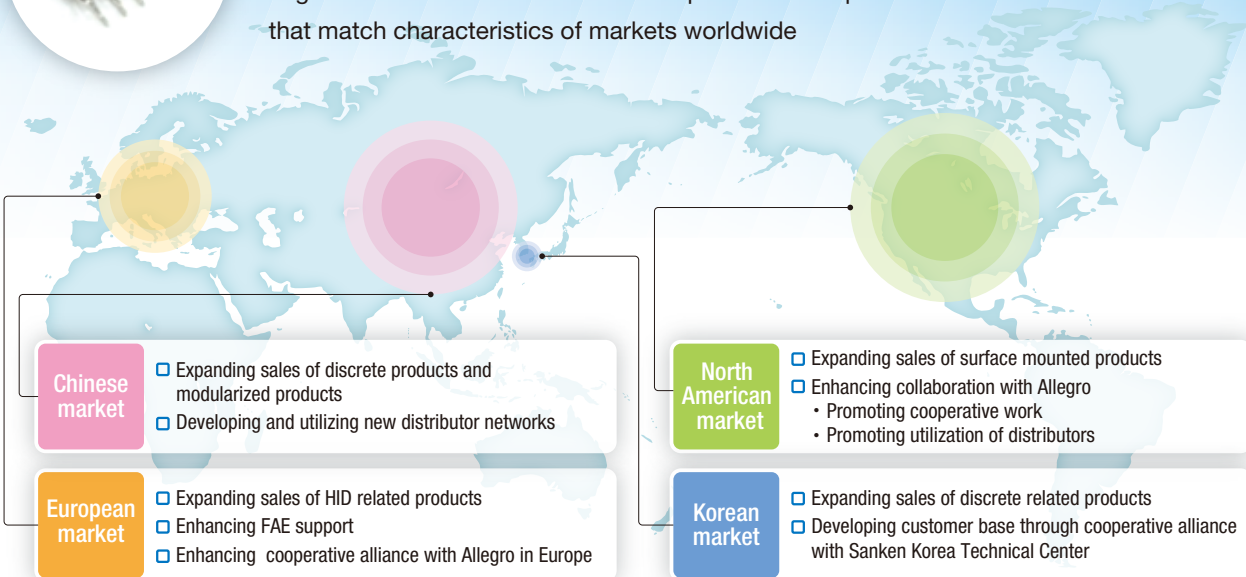 that match characteristics of markets worldwide
Chinese
market
Expanding sales of discrete products and
modularized products
Developing and utilizing new distributor networks
European
market
Expanding sales of HID related products
Enhancing FAE support
Enhancing cooperative alliance with Allegro in Europe
North
American
market
Expanding sales of surface mounted products
Enhancing collaboration with Allegro
• Promoting cooperative work
• Promoting utilization of distributors
Korean
market
Expanding sales of discrete related products
Developing customer base through cooperative alliance
with Sanken Korea Technical Center